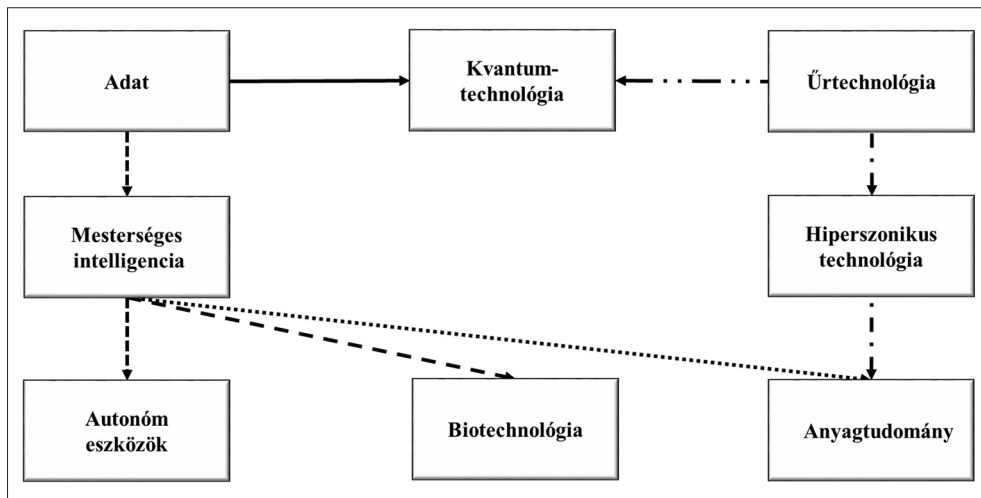 Adat
Kvantum-
technológia
Űrtechnológia
Mesterséges
intelligencia
Hiperszonikus
technológia
Autonóm
eszközök
Biotechnológia
Anyagtudomány